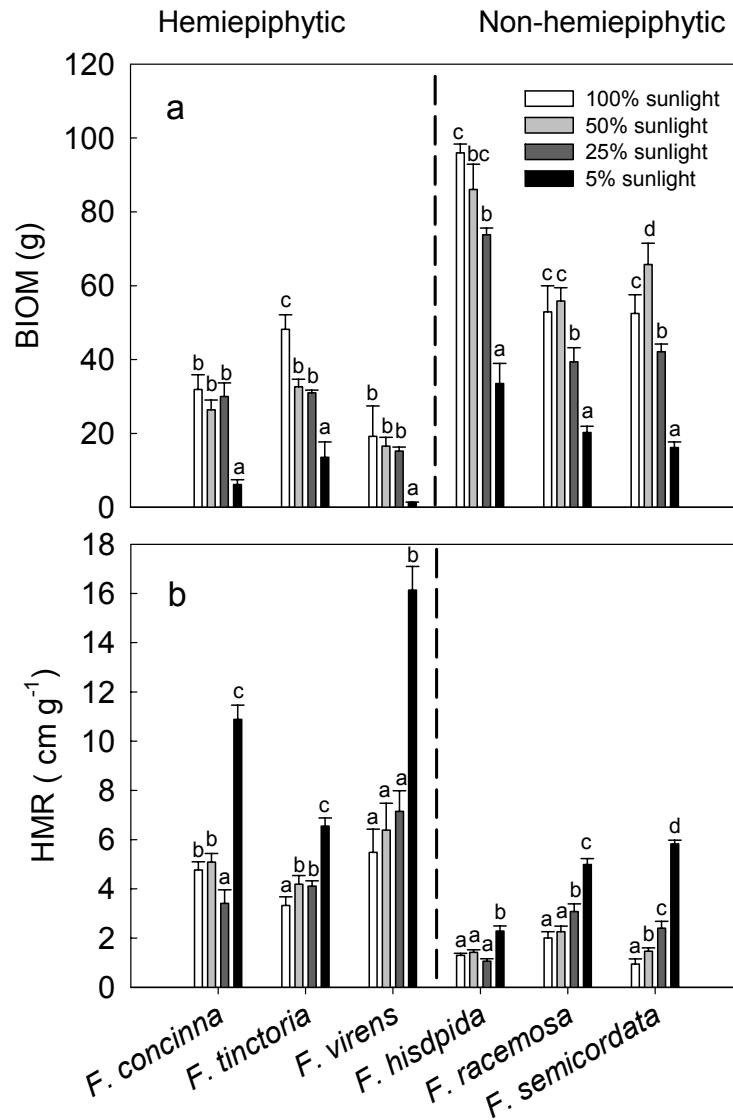 Hemiepiphytic Non-hemiepiphytic
a
100% sunlight
50% sunlight
25% sunlight
5% sunlight
BIOM (g)
120
100
80
60
40
20
0
b b b a
c b b a
b b b a
c bc b a
c c b a
c d b a
b
HMR ( cm g-1)
18
16
14
12
10
8
6
4
2
0
b b a c
a b b c
a a a b
a a a b
a a b c
a b c d
F. concinna
F. tinctoria
F. virens
F. hisdpida
F. racemosa
F. semicordata